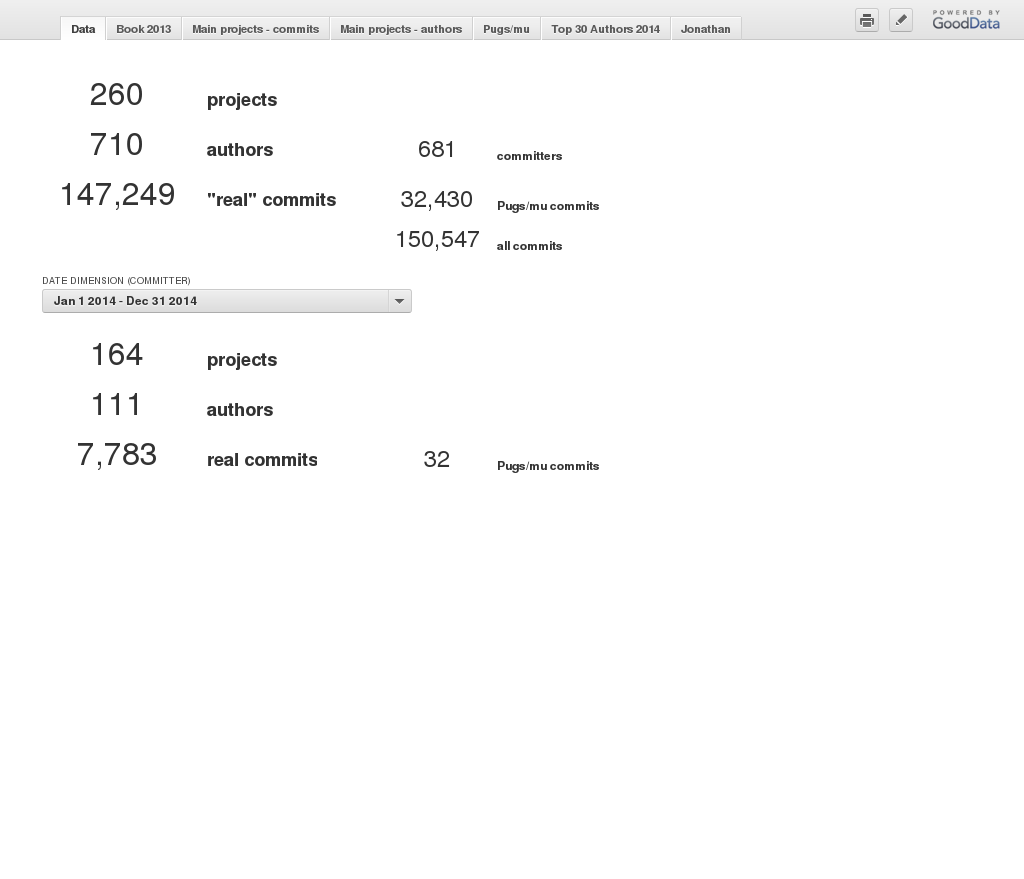 Data Book 2013 Main projects - commits Main projects - authors Pugs/mu Top 30 Authors 2014 Jonathan
POWERED BY
GoodData
260 projects
710 authors 681 committers
147,249 "real" commits 32,430 Pugs/mu commits
150,547 all commits
DATE DIMENSION (COMMITTER)
Jan 1 2014 - Dec 31 2014
164 projects
111 authors
7,783 real commits 32 Pugs/mu commits